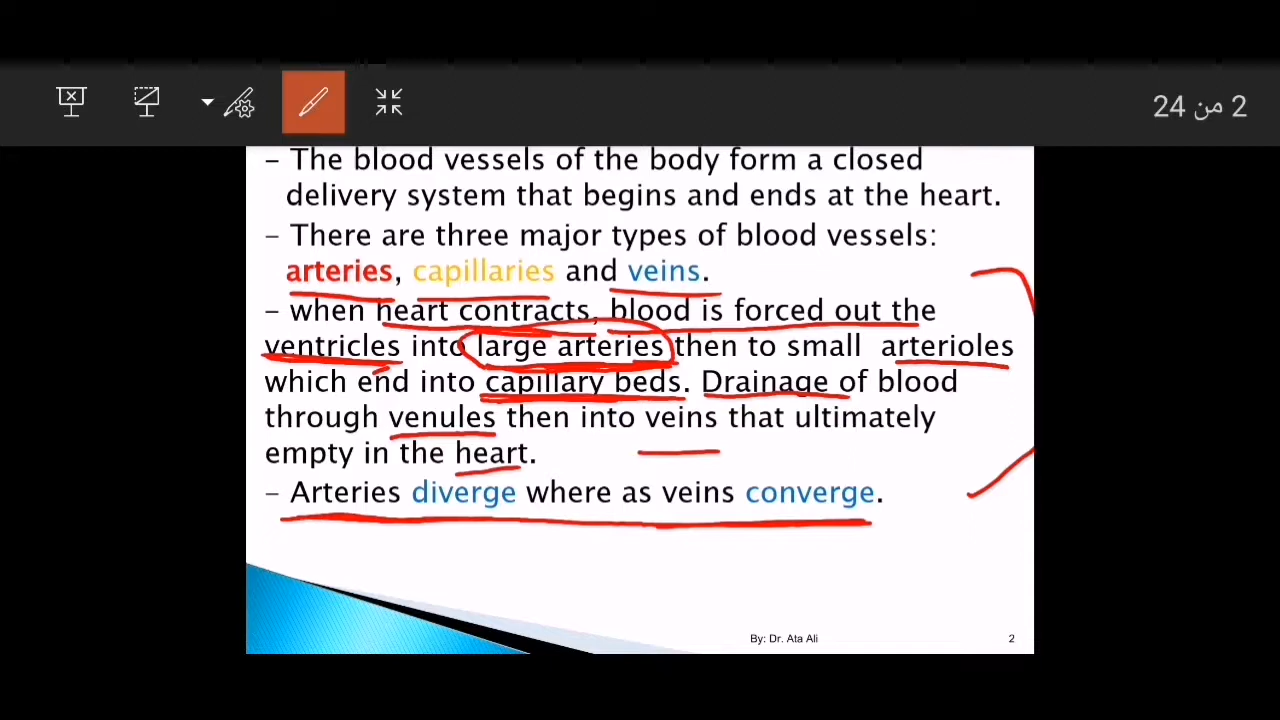 2 من 24
– The blood vessels of the body form a closed
delivery system that begins and ends at the heart.
– There are three major types of blood vessels:
arteries, capillaries and veins.
– when heart contracts, blood is forced out the
ventricles into large arteries then to small arterioles
which end into capillary beds. Drainage of blood
through venules then into veins that ultimately
empty in the heart.
– Arteries diverge where as veins converge.
By: Dr. Ata Ali
2